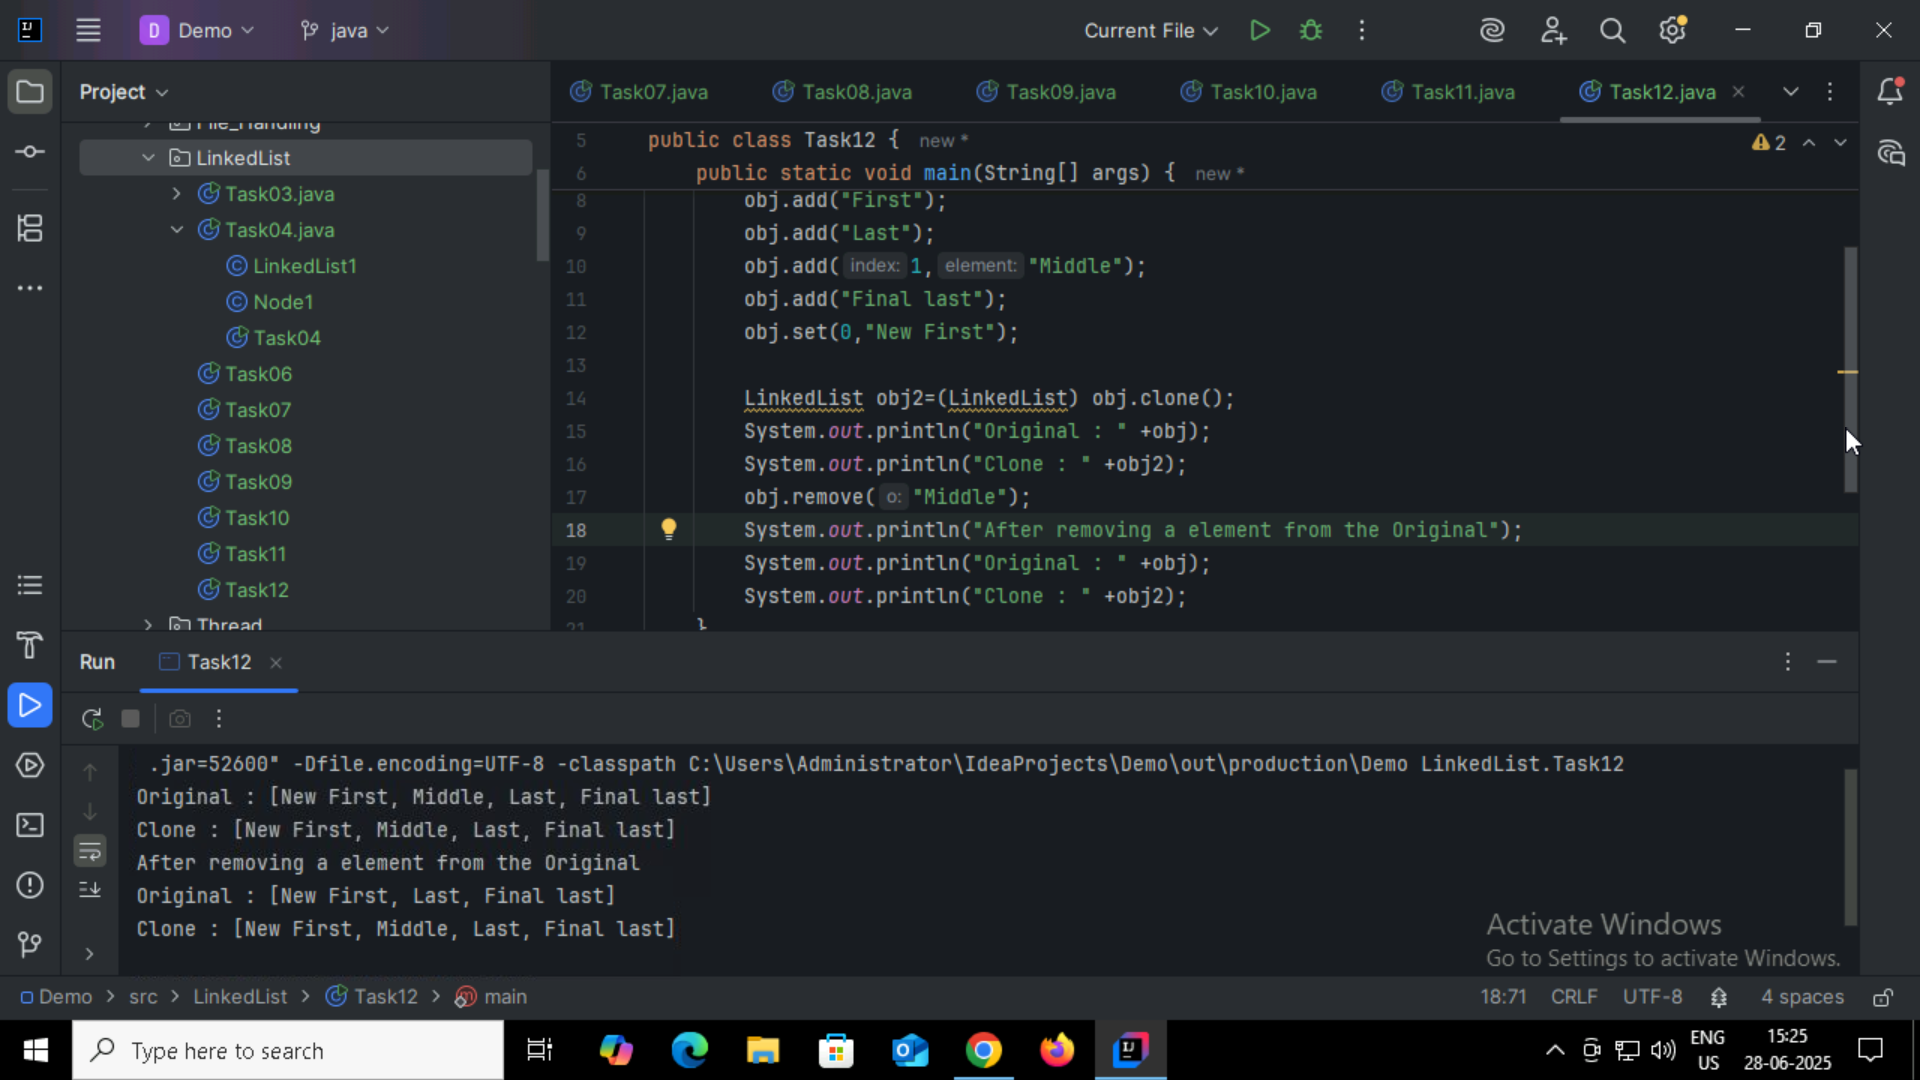 D Demo java Current File
Project
Task07.java Task08.java Task09.java Task10.java Task11.java Task12.java
File_Handling
LinkedList
Task03.java
Task04.java
LinkedList1
Node1
Task04
Task06
Task07
Task08
Task09
Task10
Task11
Task12
Thread
5 public class Task12 { new *
2
6 public static void main(String[] args) { new *
8 obj.add("First");
9 obj.add("Last");
10 obj.add( index: 1, element: "Middle");
11 obj.add("Final last");
12 obj.set(0,"New First");
13
14 LinkedList obj2=(LinkedList) obj.clone();
15 System.out.println("Original : " +obj);
16 System.out.println("Clone : " +obj2);
17 obj.remove( o: "Middle");
18 System.out.println("After removing a element from the Original");
19 System.out.println("Original : " +obj);
20 System.out.println("Clone : " +obj2);
21 }
Run Task12
.jar=52600" -Dfile.encoding=UTF-8 -classpath C:\Users\Administrator\IdeaProjects\Demo\out\production\Demo LinkedList.Task12
Original : [New First, Middle, Last, Final last]
Clone : [New First, Middle, Last, Final last]
After removing a element from the Original
Original : [New First, Last, Final last]
Clone : [New First, Middle, Last, Final last]
Activate Windows
Go to Settings to activate Windows.
Demo > src > LinkedList > Task12 > main
18:71 CRLF UTF-8 4 spaces
Type here to search
ENG
US
15:25
28-06-2025